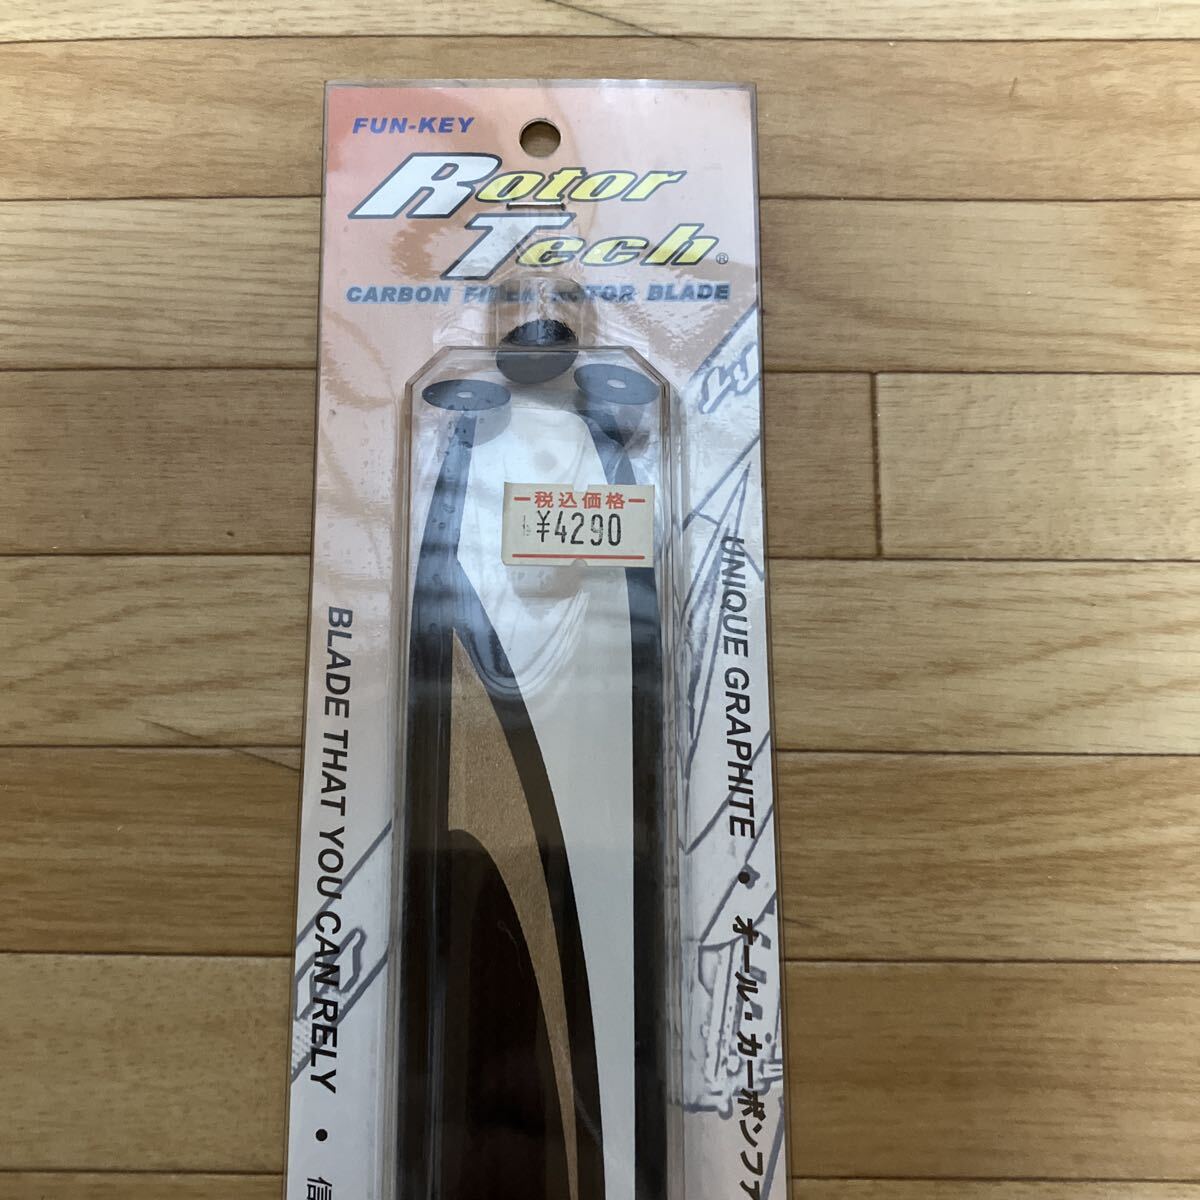 FUN-KEY
Rotor
Tech®
CARBON FIBER ROTOR BLADE
税込価格
¥4290
UNIQUE GRAPHITE • オール・カーボンファ
BLADE THAT YOU CAN RELY • 信